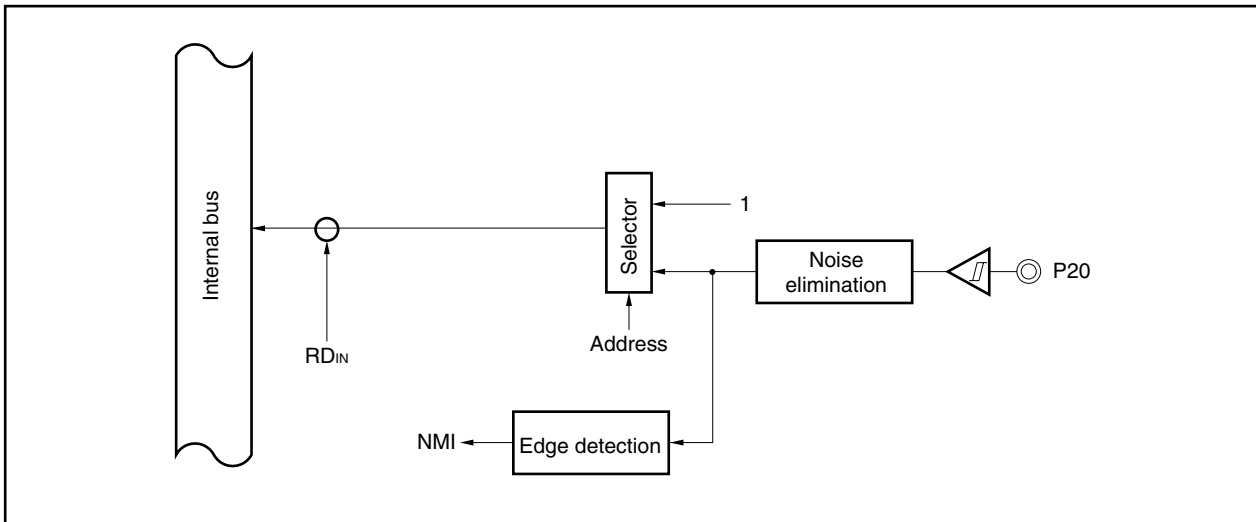 Internal bus
Selector
1
Noise
elimination
P20
RDIN
Address
NMI
Edge detection